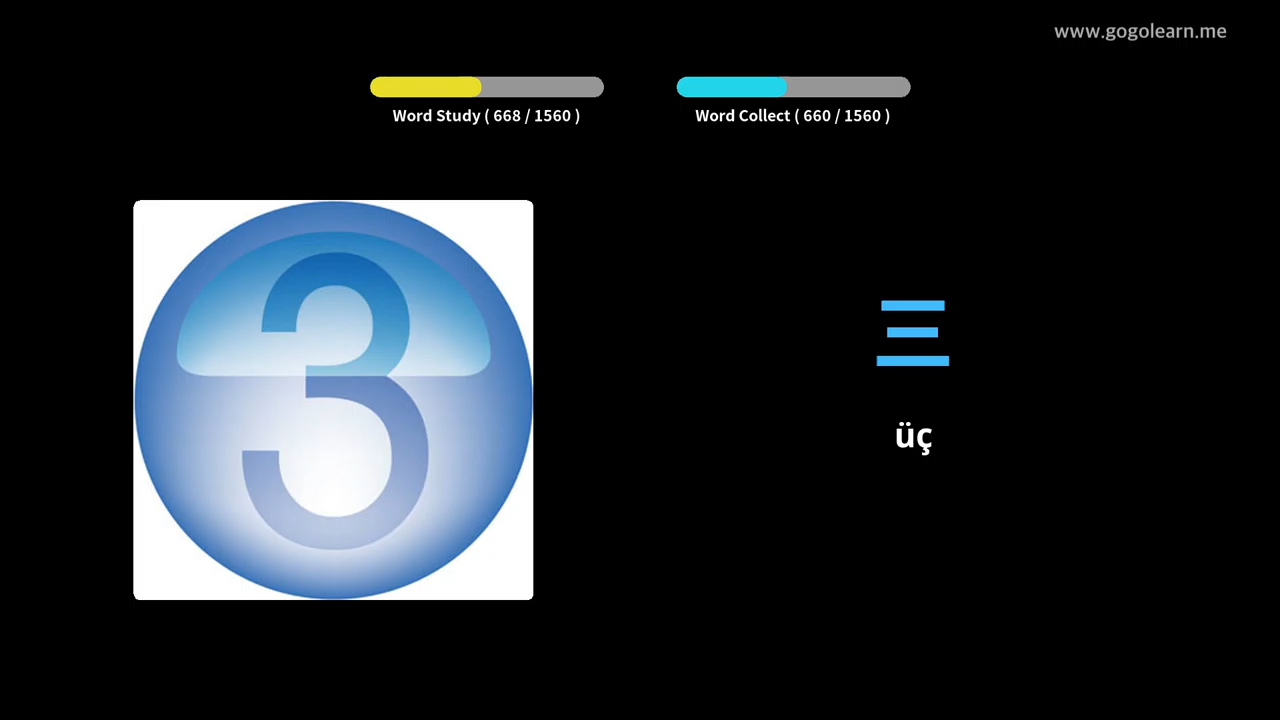 www.gogolearn.me
Word Study ( 668 / 1560 )
Word Collect ( 660 / 1560 )
3
三
üç